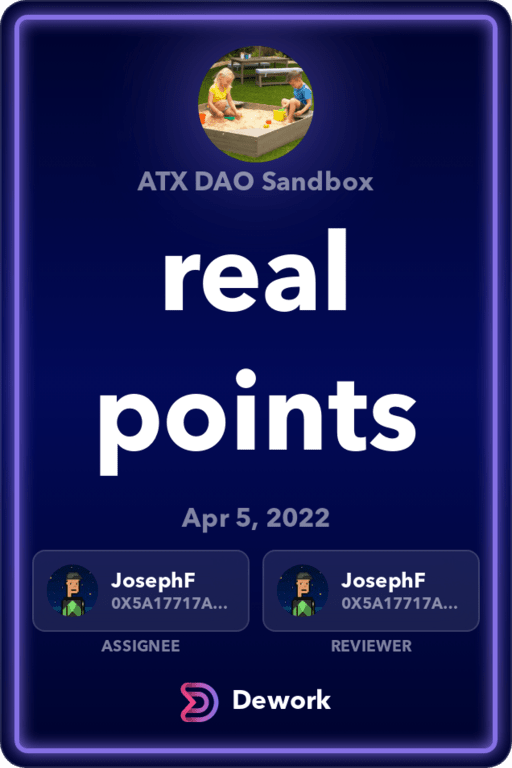 ATX DAO Sandbox
real
points
Apr 5, 2022
JosephF
0X5A17717A...
ASSIGNEE
JosephF
0X5A17717A...
REVIEWER
Dework